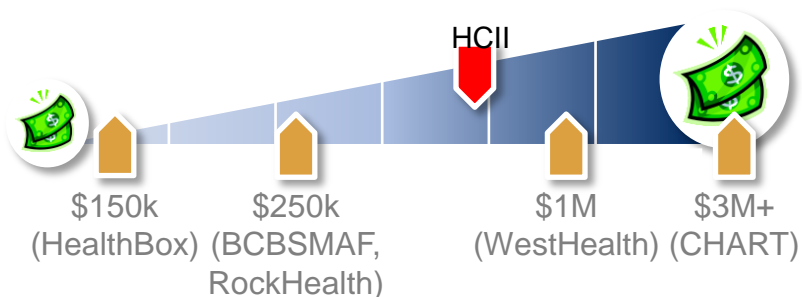 HCII
$150k
(HealthBox)
$250k
(BCBSMAF,
RockHealth)
$1M
(WestHealth)
$3M+
(CHART)